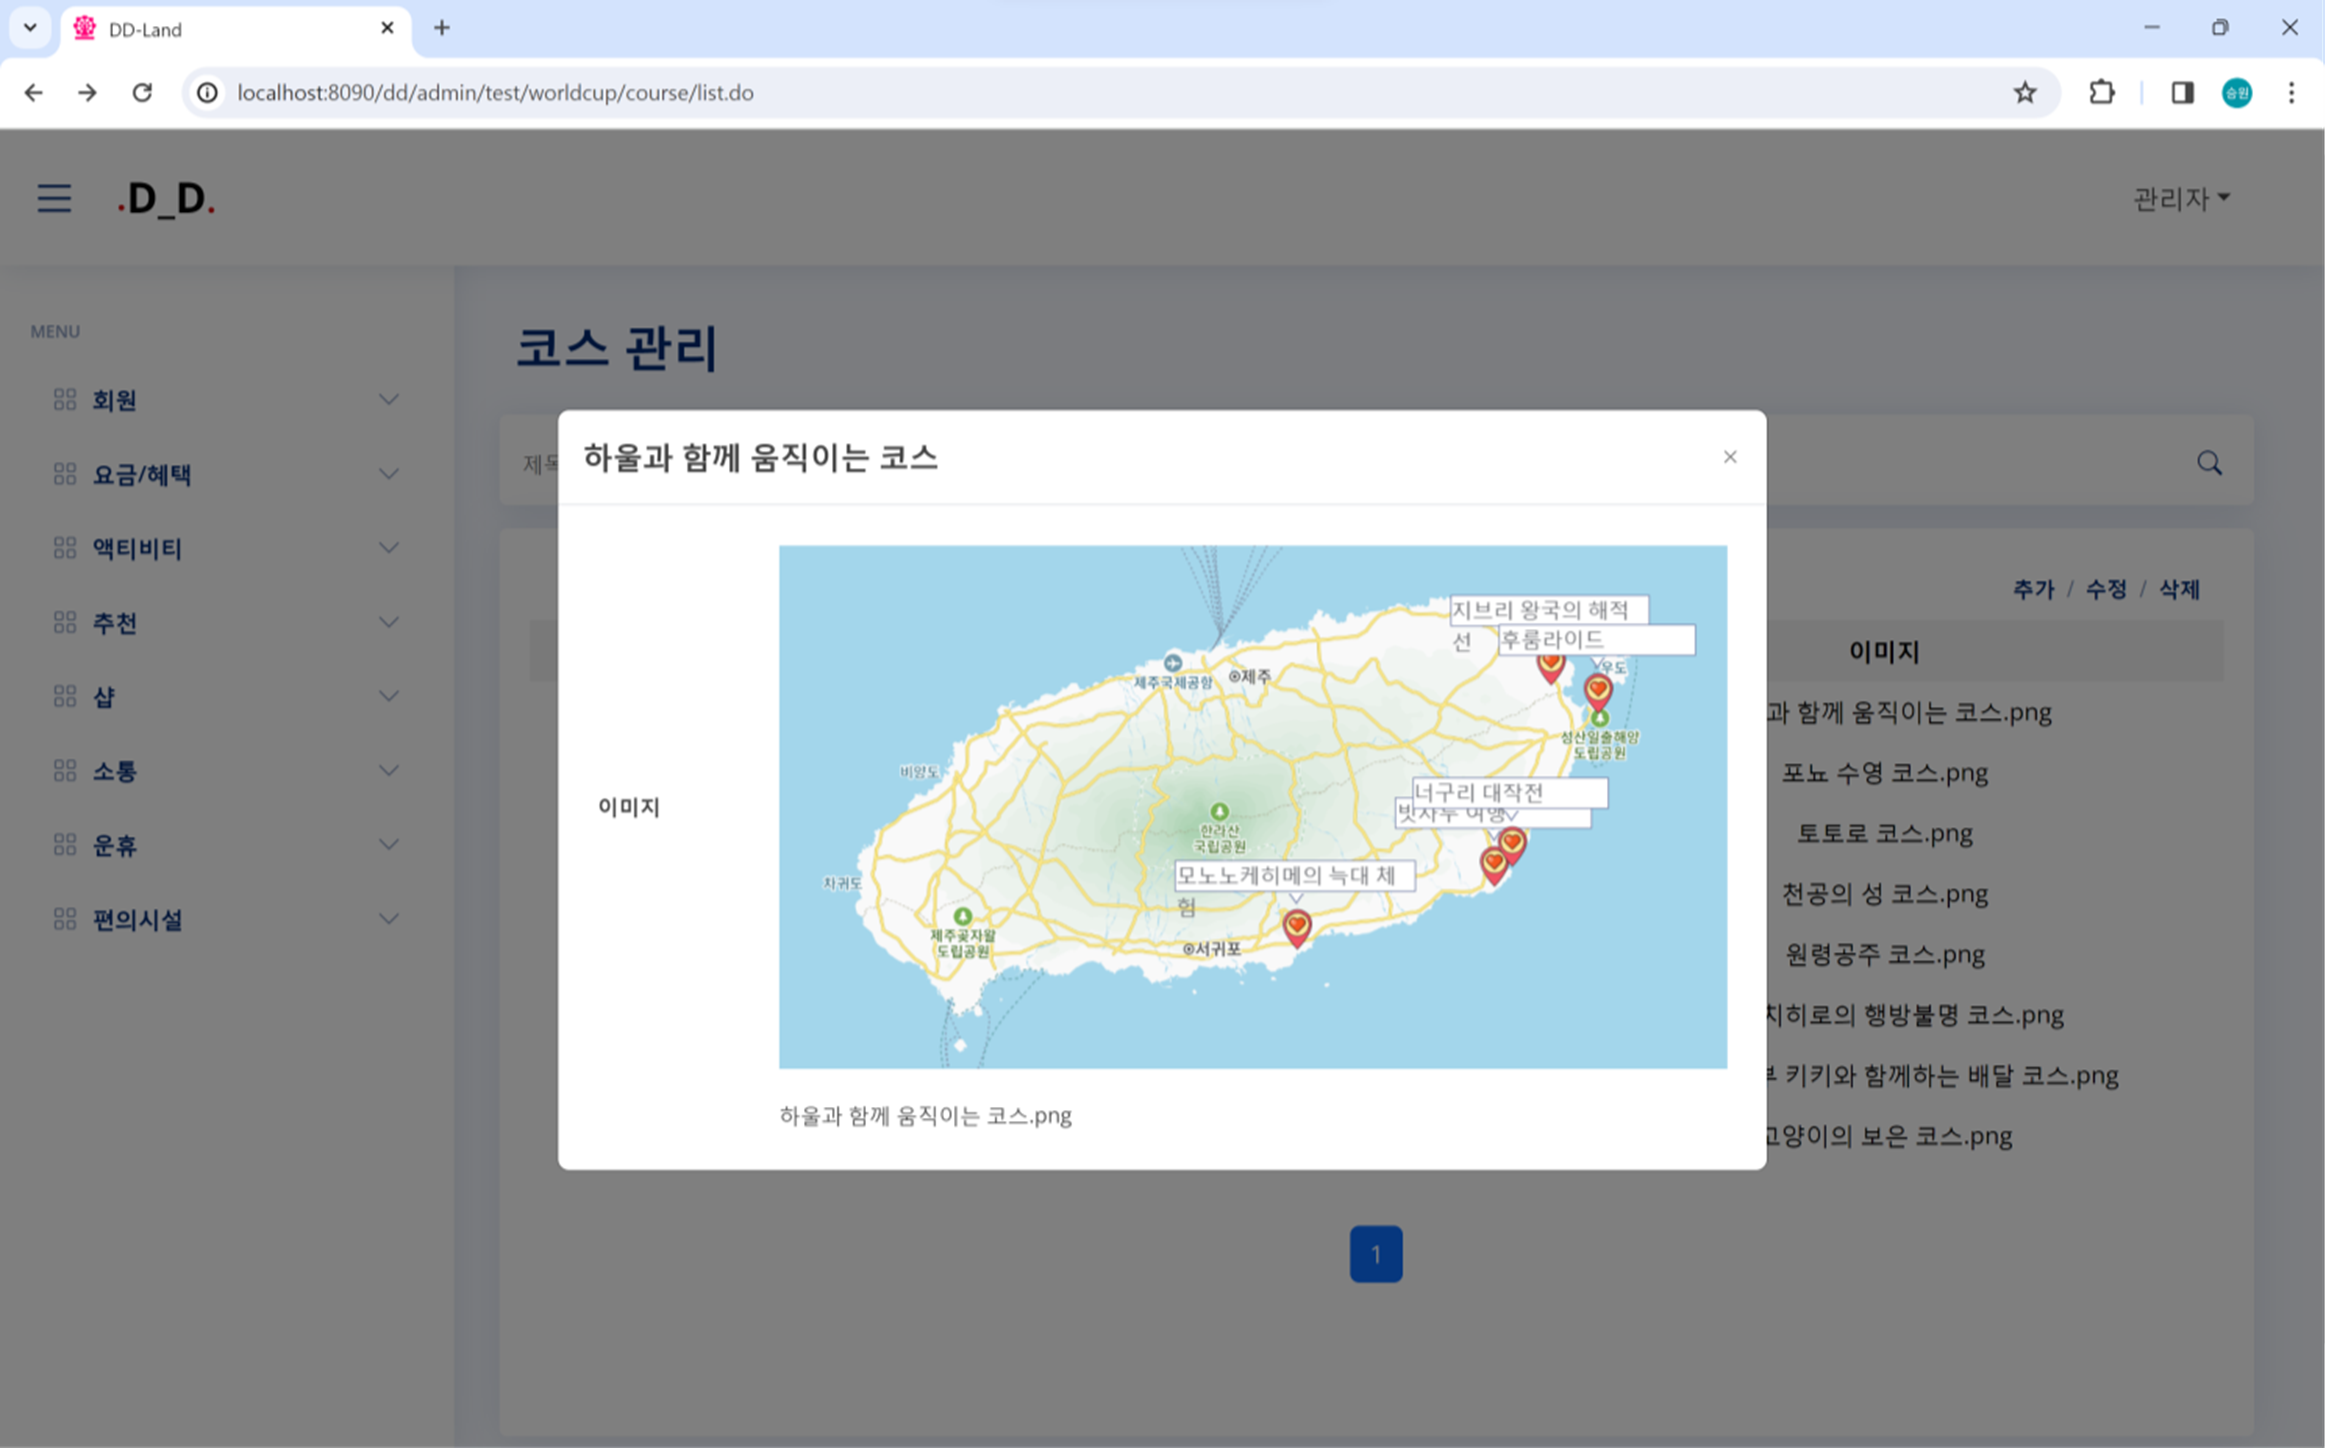 DD-Land
localhost:8090/dd/admin/test/worldcup/course/list.do
승원
.D_D.
관리자
MENU
회원
요금/혜택
액티비티
추천
샵
소통
운휴
편의시설
코스 관리
하울과 함께 움직이는 코스
추가 / 수정 / 삭제
이미지
과 함께 움직이는 코스.png
포뇨 수영 코스.png
토토로 코스.png
천공의 성 코스.png
원령공주 코스.png
치히로의 행방불명 코스.png
키키와 함께하는 배달 코스.png
고양이의 보은 코스.png
이미지
지브리 왕국의 해적
선
후룸라이드
우도
제주국제공항
제주
성산일출해양
도립공원
비양도
너구리 대작전
여행
한라산
국립공원
모노노케히메의 늑대 체
험
차귀도
제주곶자왈
도립공원
서귀포
하울과 함께 움직이는 코스.png
1